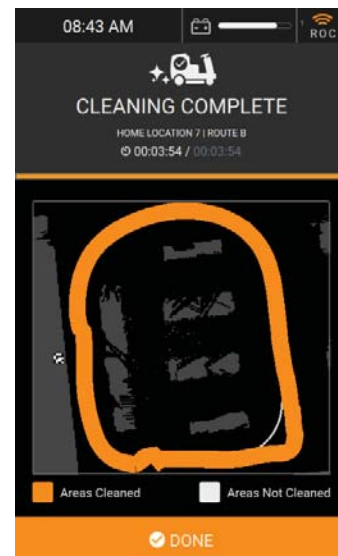 08:43 AM
ROC
CLEANING COMPLETE
HOME LOCATION 7 | ROUTE B
00:03:54 / 00:03:54
Areas Cleaned
Areas Not Cleaned
DONE